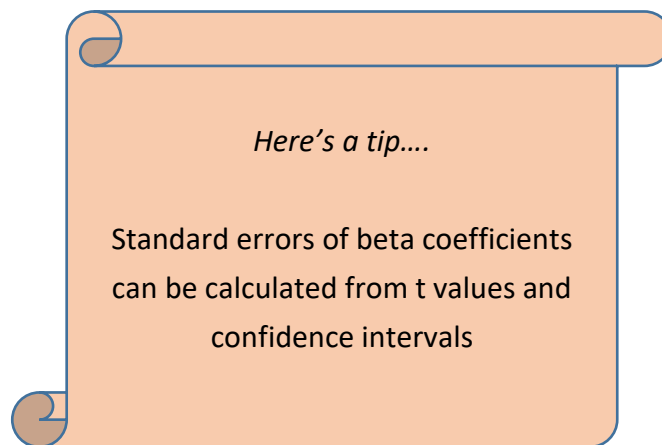 Here’s a tip….
Standard errors of beta coefficients
can be calculated from t values and
confidence intervals